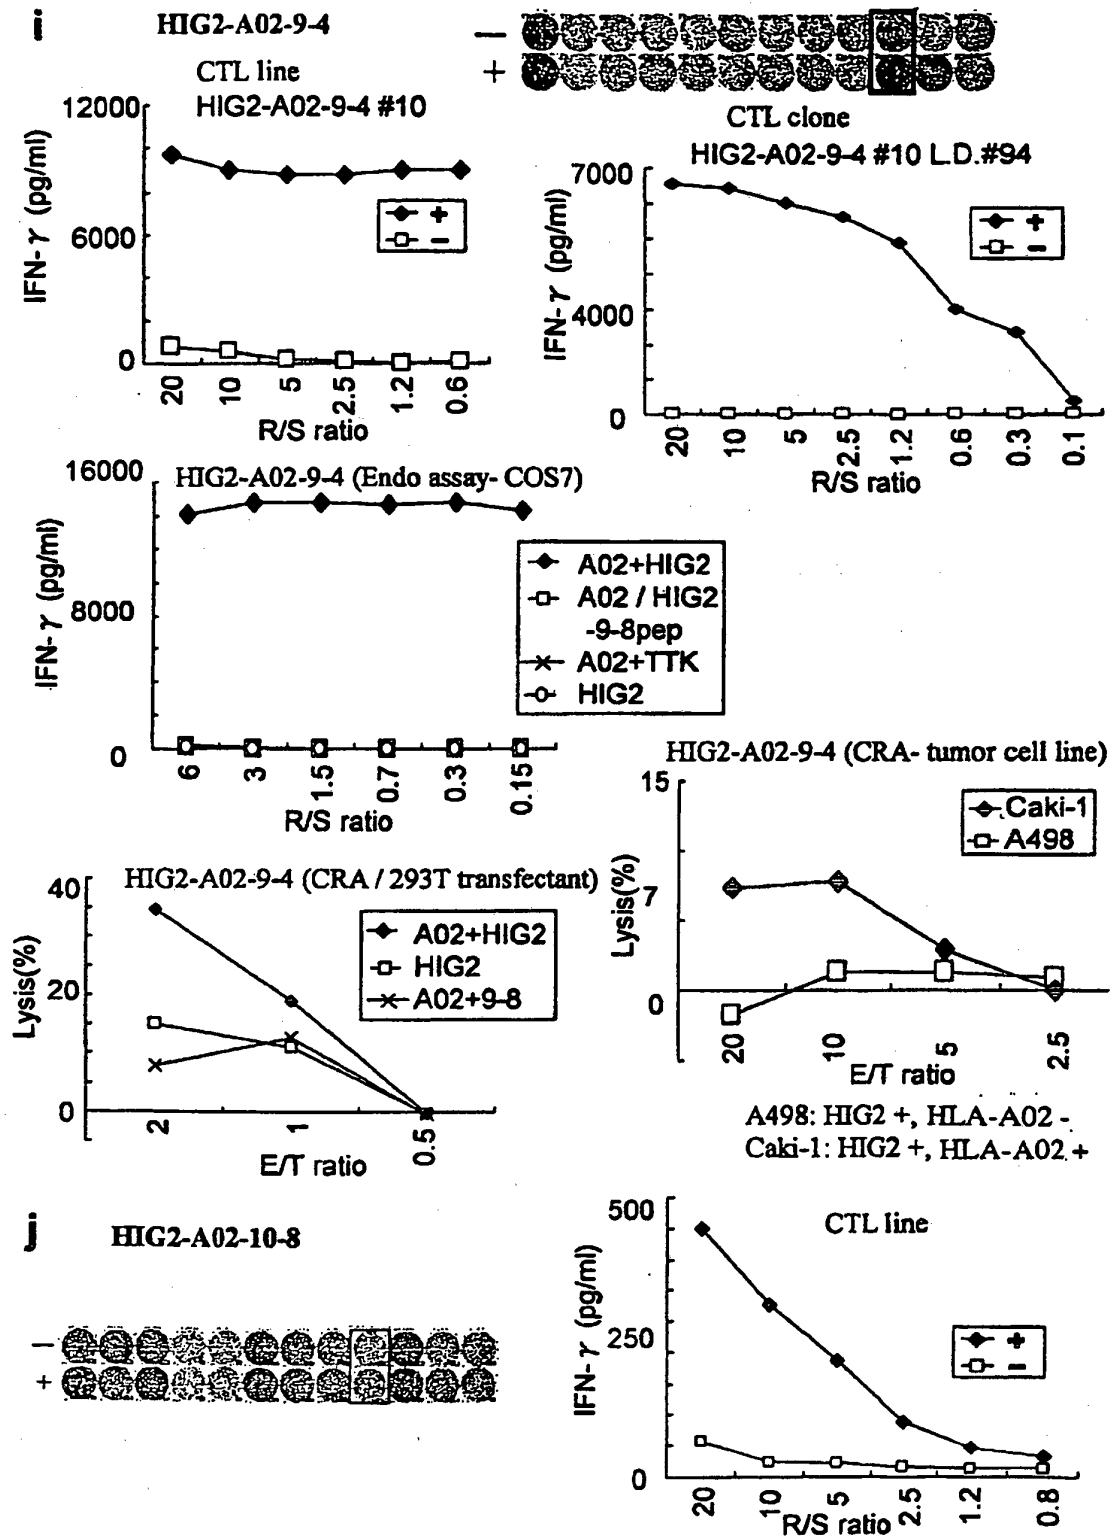 HIG2-A02-9-4
−
+
CTL line
HIG2-A02-9-4 #10
12000
6000
0
IFN-γ (pg/ml)
+
−
20 10 5 2.5 1.2 0.6
R/S ratio
CTL clone
HIG2-A02-9-4 #10 L.D.#94
7000
4000
0
IFN-γ (pg/ml)
+
−
20 10 5 2.5 1.2 0.6 0.3 0.1
R/S ratio
HIG2-A02-9-4 (Endo assay- COS7)
16000
8000
0
IFN-γ (pg/ml)
A02+HIG2
A02 / HIG2
-9-8pep
A02+TTK
HIG2
6 3 1.5 0.7 0.3 0.15
R/S ratio
HIG2-A02-9-4 (CRA- tumor cell line)
15
7
0
Lysis(%)
Caki-1
A498
20 10 5 2.5
E/T ratio
A498: HIG2 +, HLA-A02 -
Caki-1: HIG2 +, HLA-A02 +
HIG2-A02-9-4 (CRA / 293T transfectant)
40
20
0
Lysis(%)
A02+HIG2
HIG2
A02+9-8
2 1 0.5
E/T ratio
HIG2-A02-10-8
−
+
CTL line
500
250
0
IFN-γ (pg/ml)
+
−
20 10 5 2.5 1.2 0.8
R/S ratio